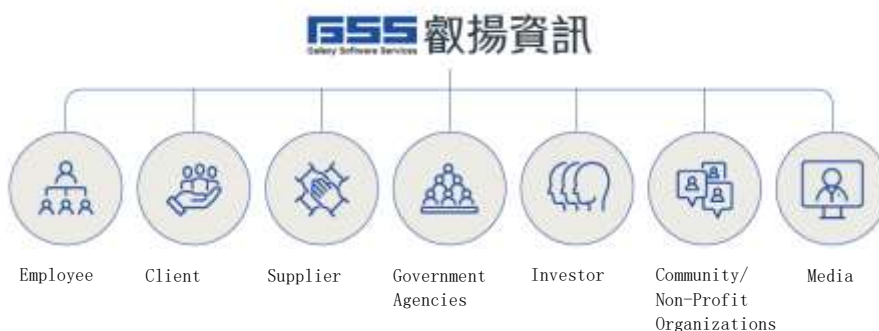 GSS 叡揚資訊
Galaxy Software Services
Employee
Client
Supplier
Government
Agencies
Investor
Community/
Non-Profit
Organizations
Media